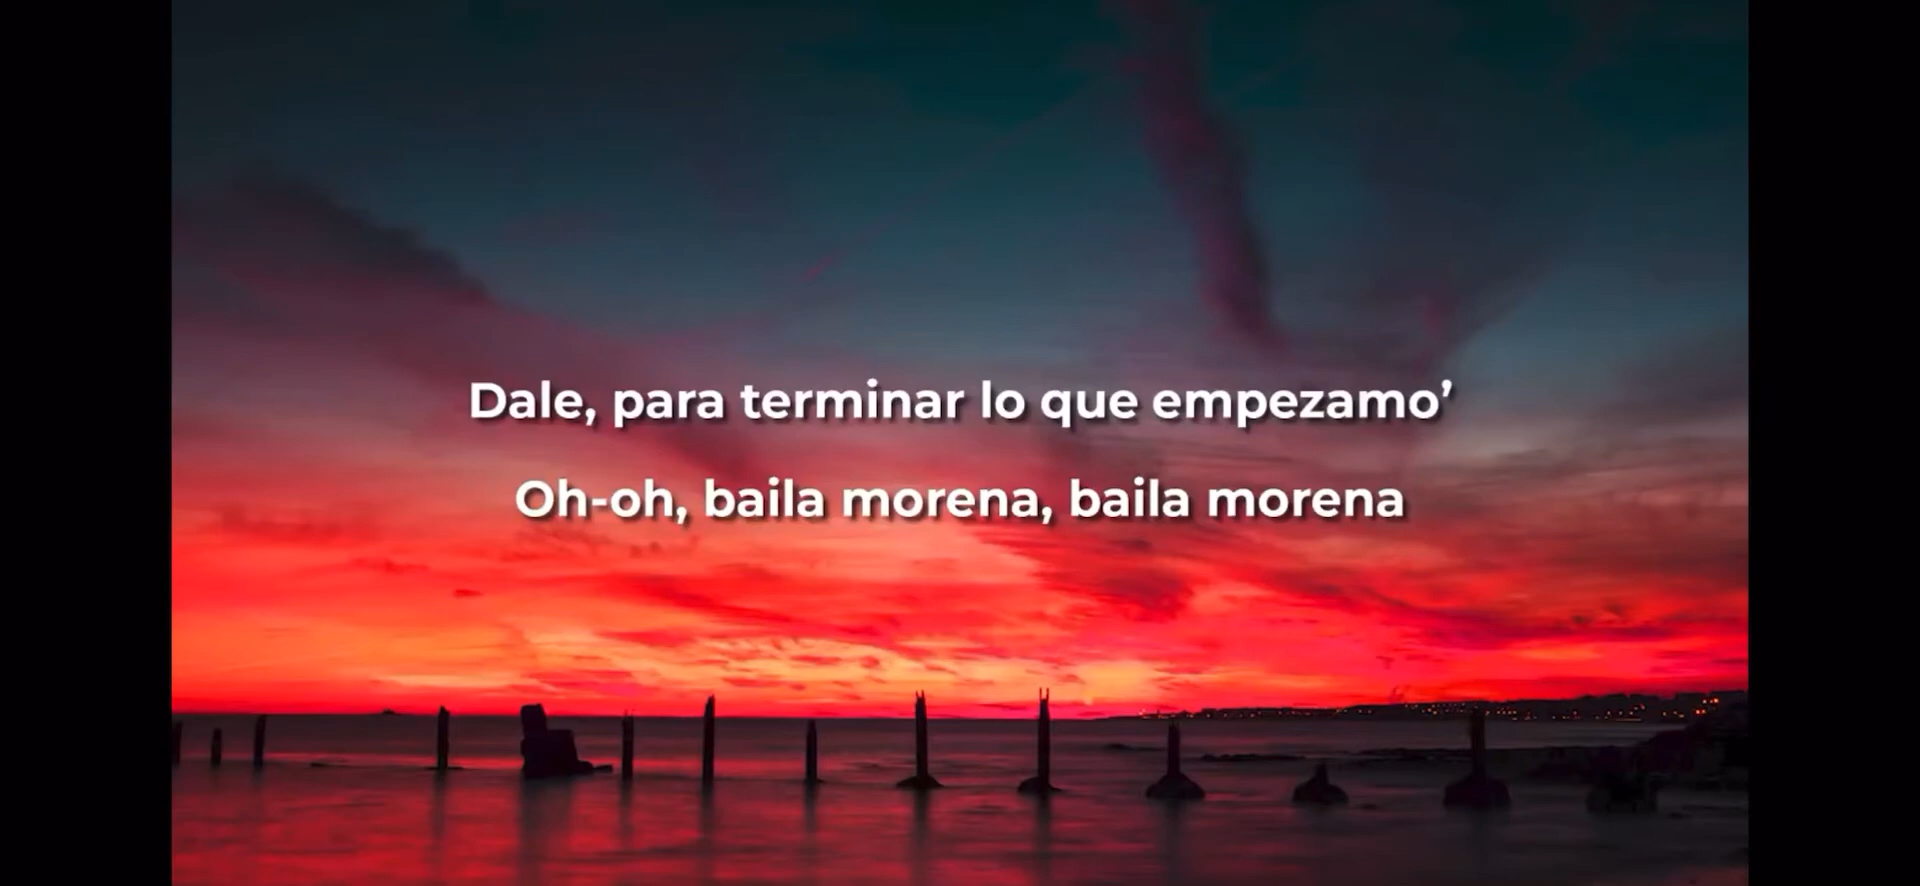 Dale, para terminar lo que empezamo’
Oh-oh, baila morena, baila morena